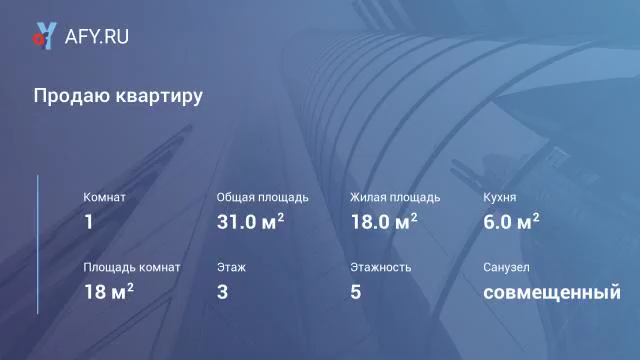 AFY.RU
Продаю квартиру
Комнат
1
Общая площадь
31.0 м²
Жилая площадь
18.0 м²
Кухня
6.0 м²
Площадь комнат
18 м²
Этаж
3
Этажность
5
Санузел
совмещенный